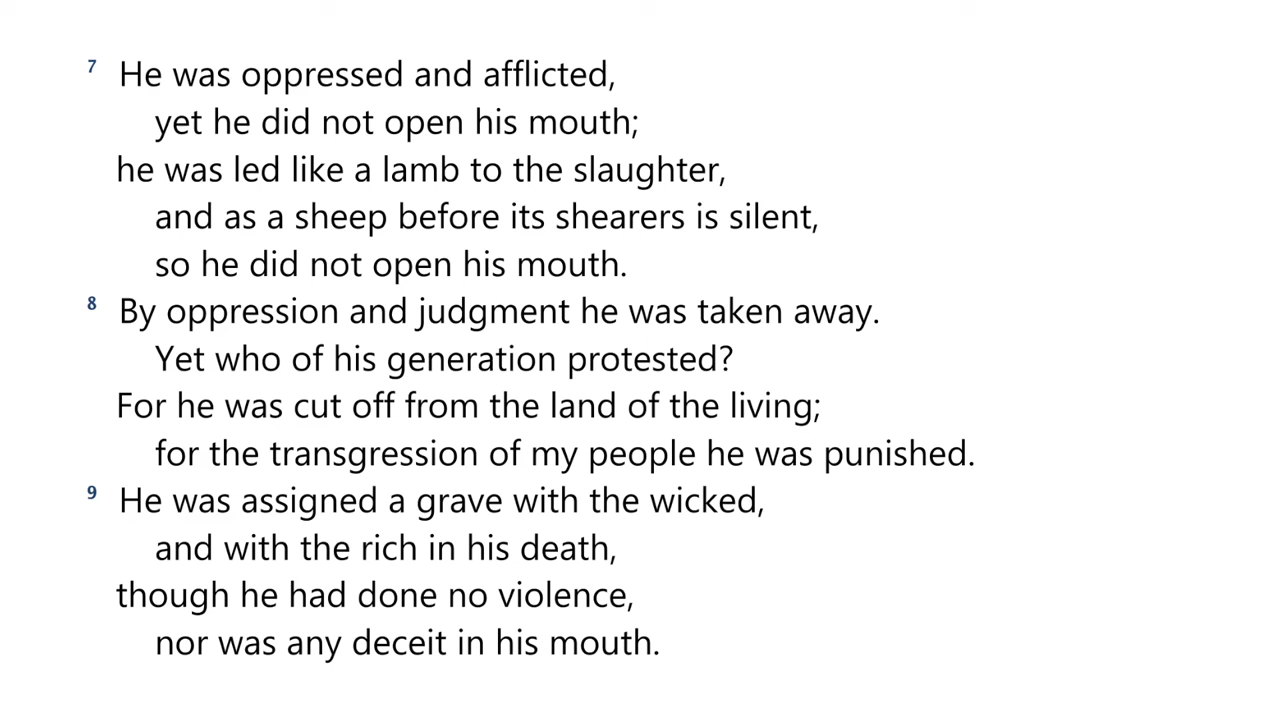 7 He was oppressed and afflicted,
yet he did not open his mouth;
he was led like a lamb to the slaughter,
and as a sheep before its shearers is silent,
so he did not open his mouth.
8 By oppression and judgment he was taken away.
Yet who of his generation protested?
For he was cut off from the land of the living;
for the transgression of my people he was punished.
9 He was assigned a grave with the wicked,
and with the rich in his death,
though he had done no violence,
nor was any deceit in his mouth.